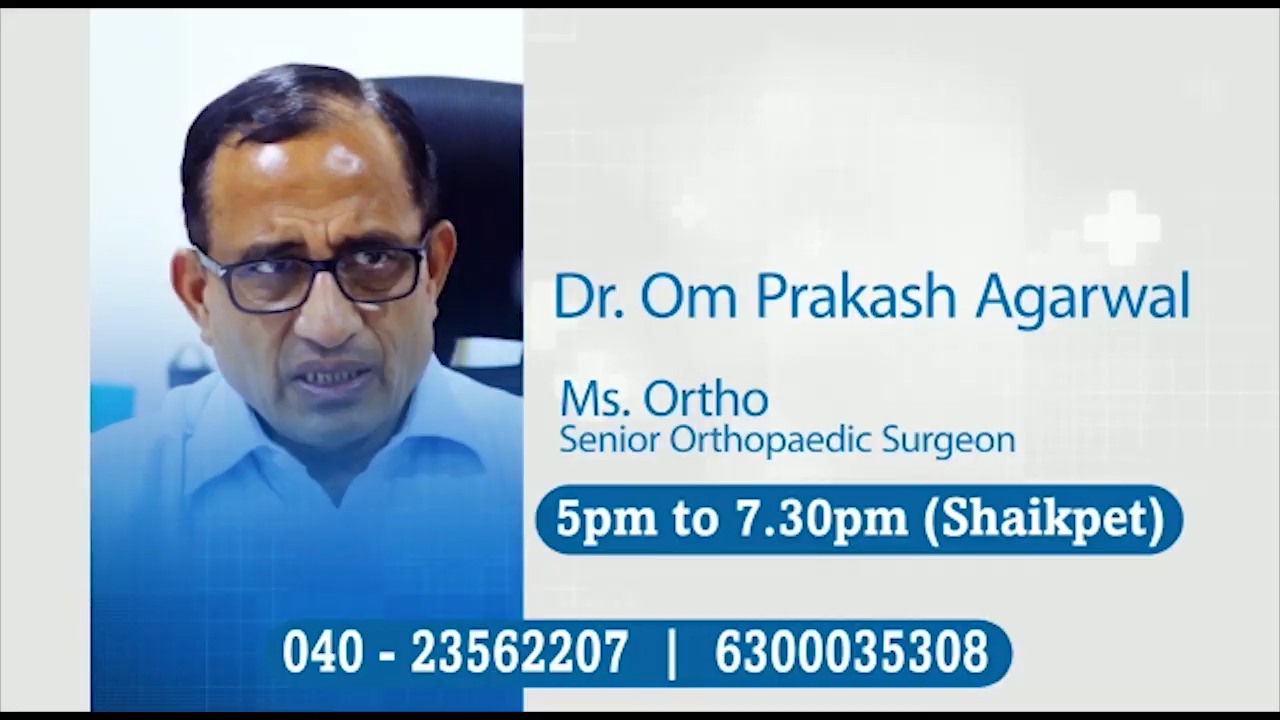 Dr. Om Prakash Agarwal
Ms. Ortho
Senior Orthopaedic Surgeon
5pm to 7.30pm (Shaikpet)
040 - 23562207 | 6300035308